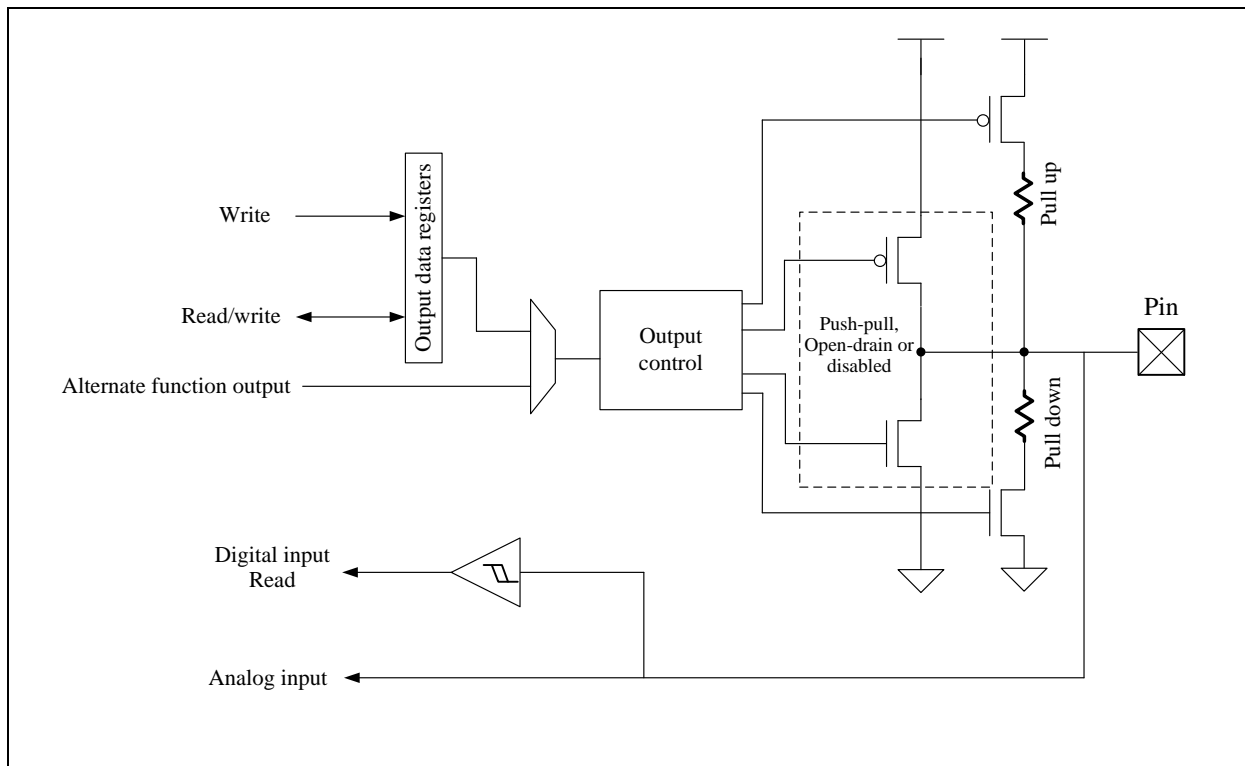 Write
Output data registers
Read/write
Alternate function output
Output
control
Push-pull,
Open-drain or
disabled
Pull up
Pin
Pull down
Digital input
Read
Analog input